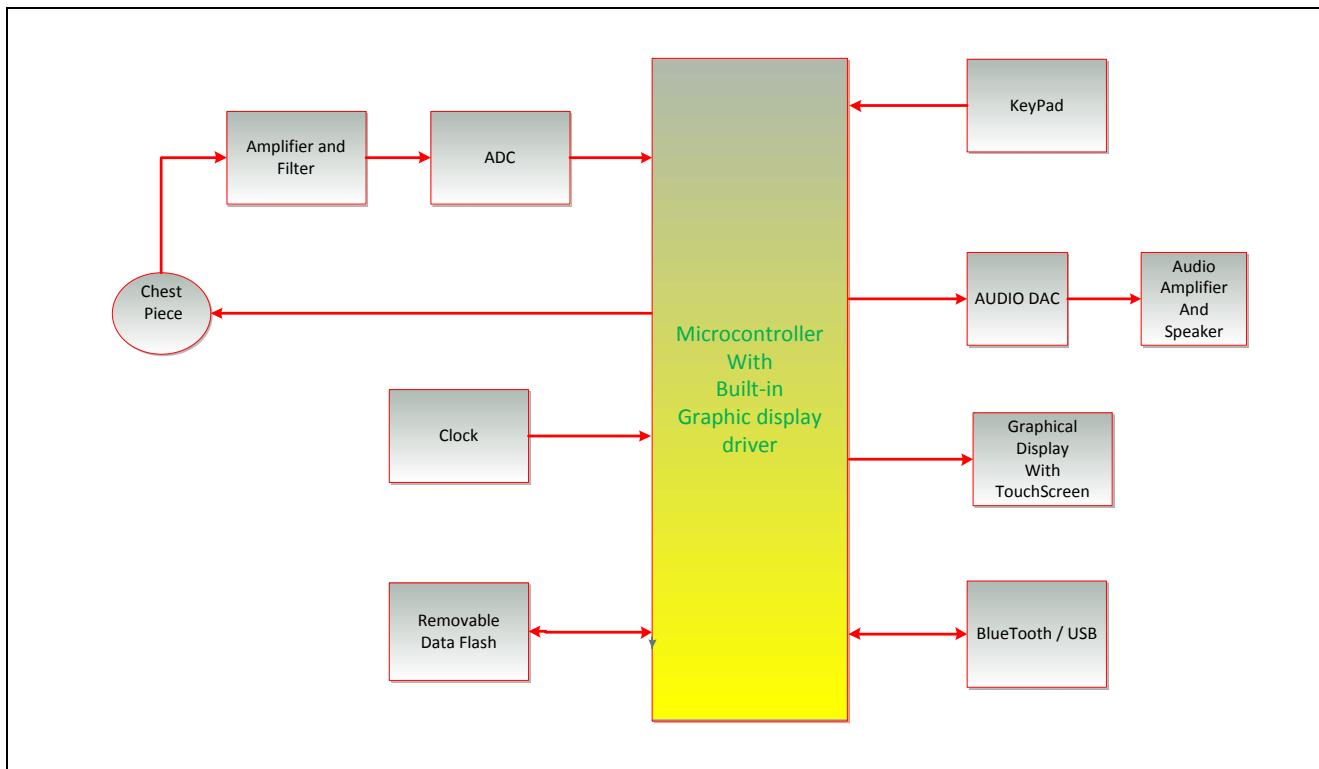 Amplifier and
Filter
ADC
KeyPad
Chest
Piece
AUDIO DAC
Audio
Amplifier
And
Speaker
Microcontroller
With
Built-in
Graphic display
driver
Clock
Graphical
Display
With
TouchScreen
Removable
Data Flash
BlueTooth / USB